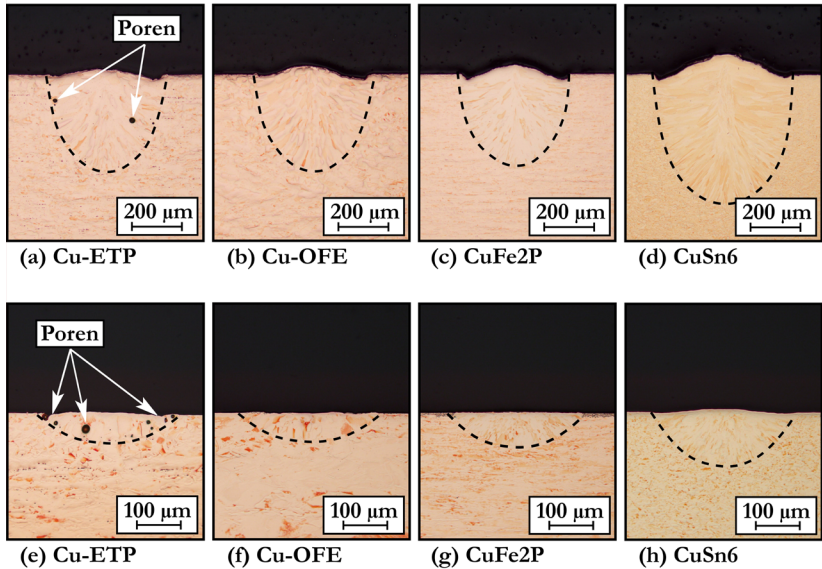 Poren
200 μm
200 μm
200 μm
200 μm
(a) Cu-ETP
(b) Cu-OFE
(c) CuFe2P
(d) CuSn6
Poren
100 μm
100 μm
100 μm
100 μm
(e) Cu-ETP
(f) Cu-OFE
(g) CuFe2P
(h) CuSn6